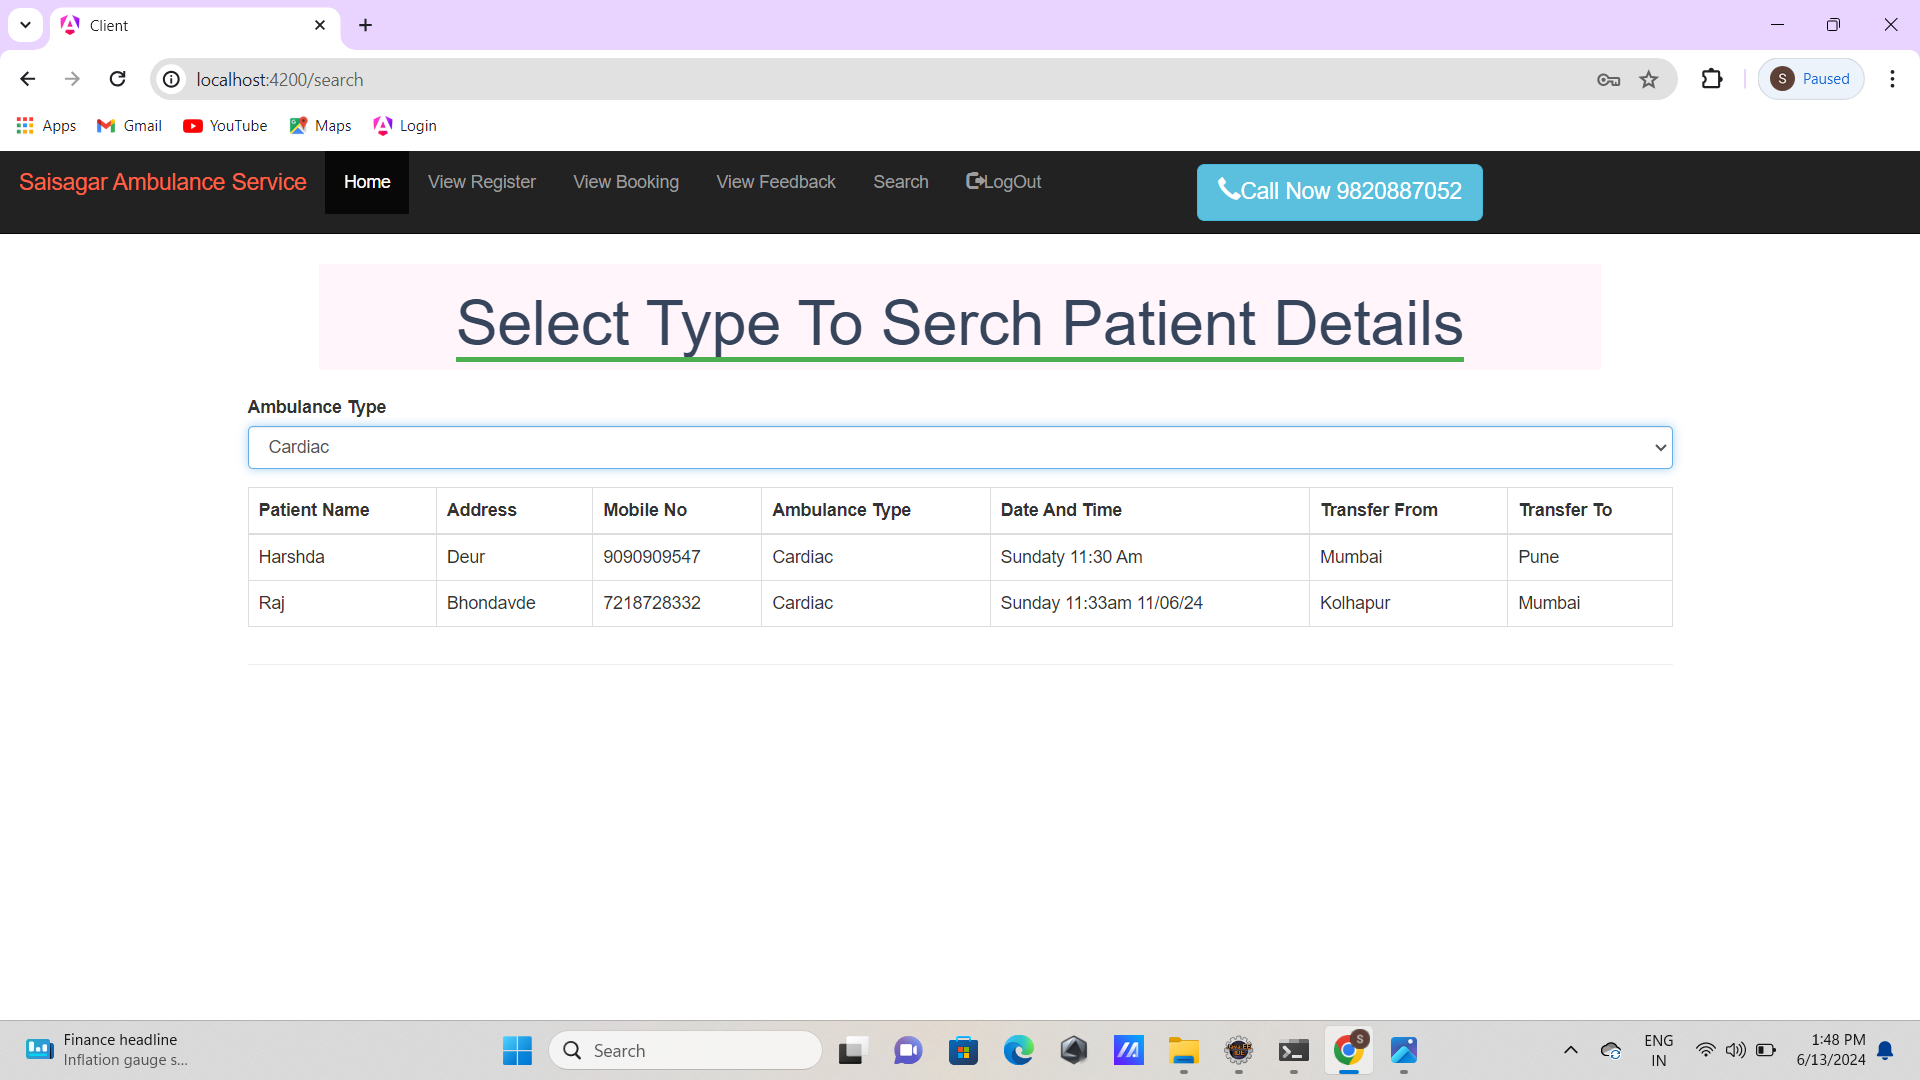 Client
localhost:4200/search
S Paused
Apps Gmail YouTube Maps Login
Saisagar Ambulance Service Home View Register View Booking View Feedback Search LogOut Call Now 9820887052
Select Type To Serch Patient Details
Ambulance Type
Cardiac
Patient Name Address Mobile No Ambulance Type Date And Time Transfer From Transfer To
Harshda Deur 9090909547 Cardiac Sundaty 11:30 Am Mumbai Pune
Raj Bhondavde 7218728332 Cardiac Sunday 11:33am 11/06/24 Kolhapur Mumbai
Finance headline
Inflation gauge s...
Search
S
ENG
IN
1:48 PM
6/13/2024